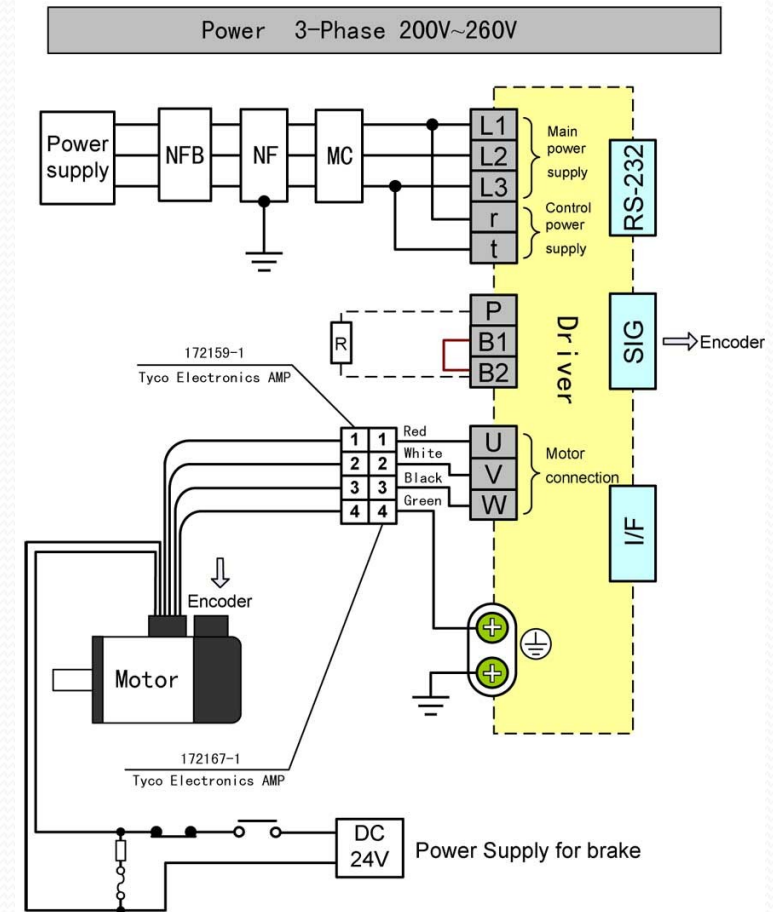 Power 3-Phase 200V~260V
Power
supply
NFB
NF
MC
L1
L2
L3
r
t
Main
power
supply
Control
power
supply
RS-232
P
B1
B2
R
Driver
SIG
Encoder
172159-1
Tyco Electronics AMP
1 1
2 2
3 3
4 4
Red
White
Black
Green
U
V
W
Motor
connection
I/F
Encoder
Motor
172167-1
Tyco Electronics AMP
DC
24V
Power Supply for brake